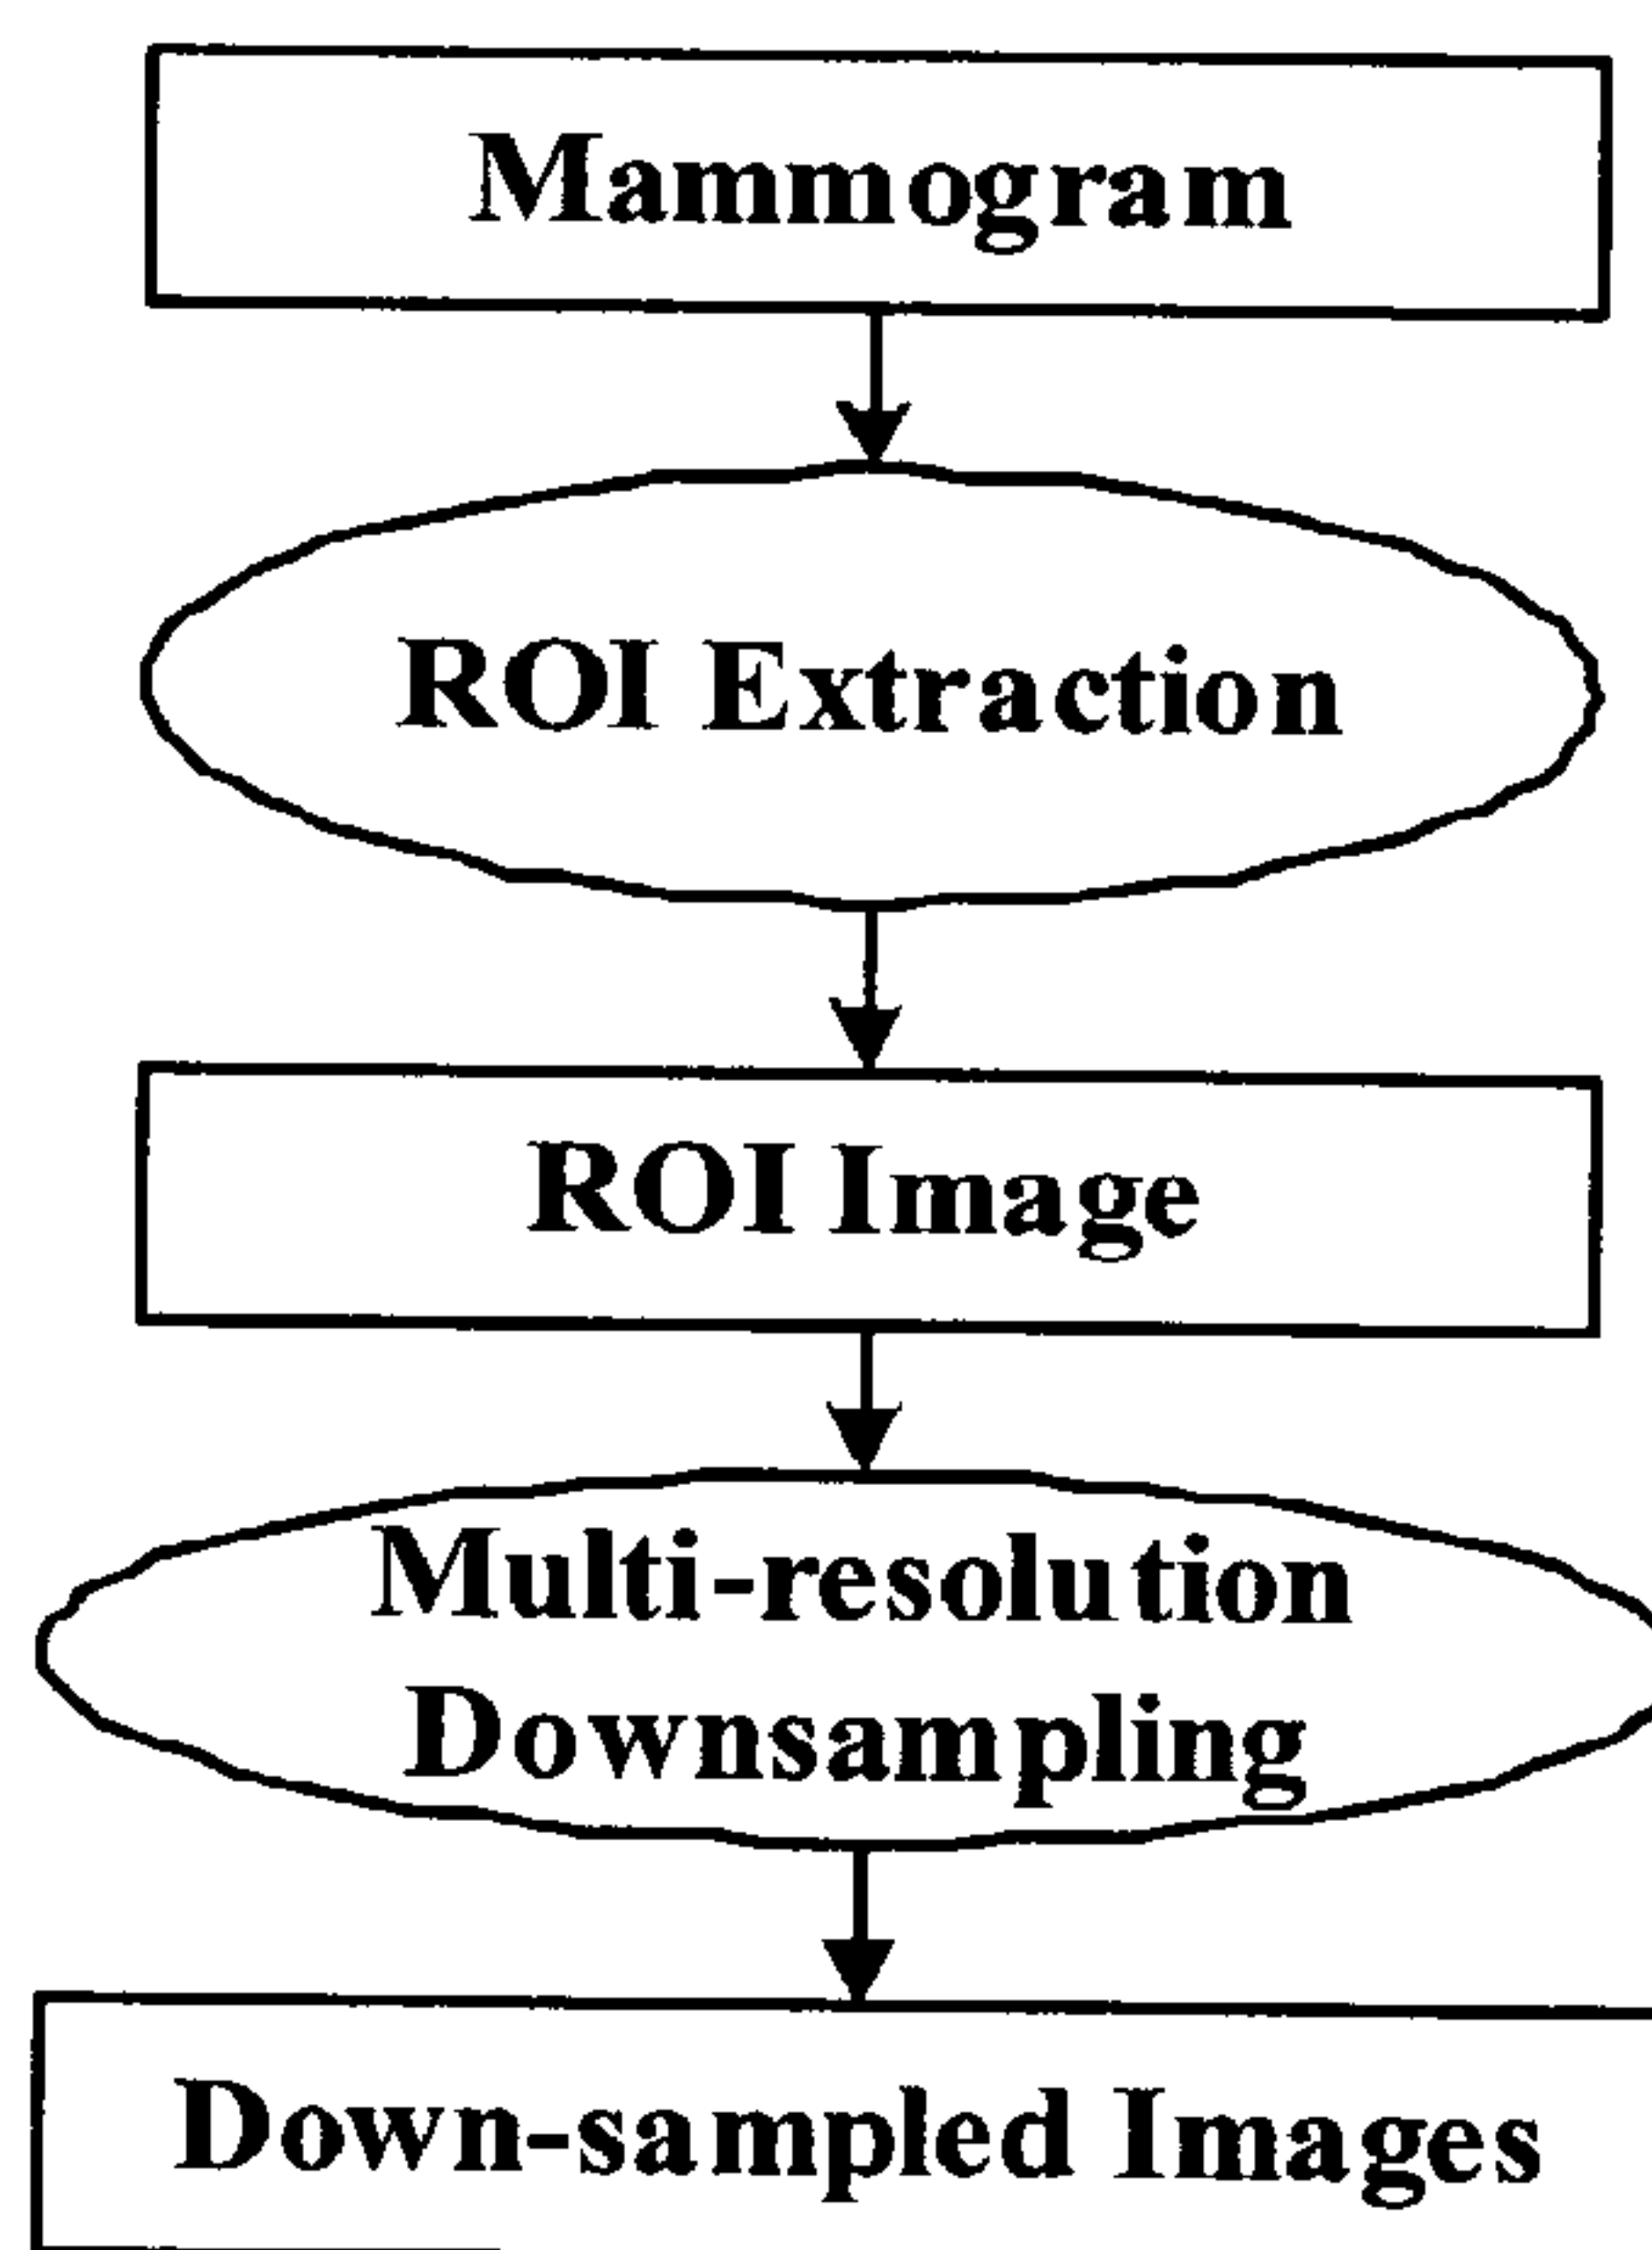 Mammogram
ROI Extraction
ROI Image
Multi-resolution
Downsampling
Down-sampled Images